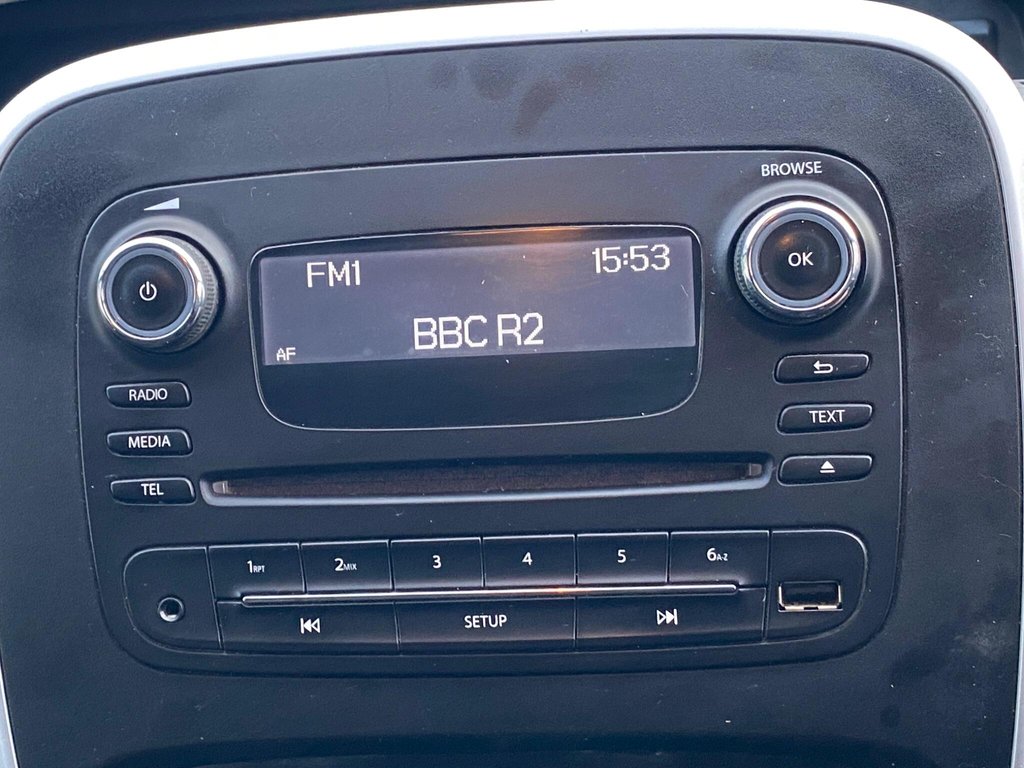 BROWSE
FM1 15:53
OK
BBC R2
AF
RADIO
TEXT
MEDIA
TEL
1RPT 2MIX 3 4 5 6A-Z
SETUP